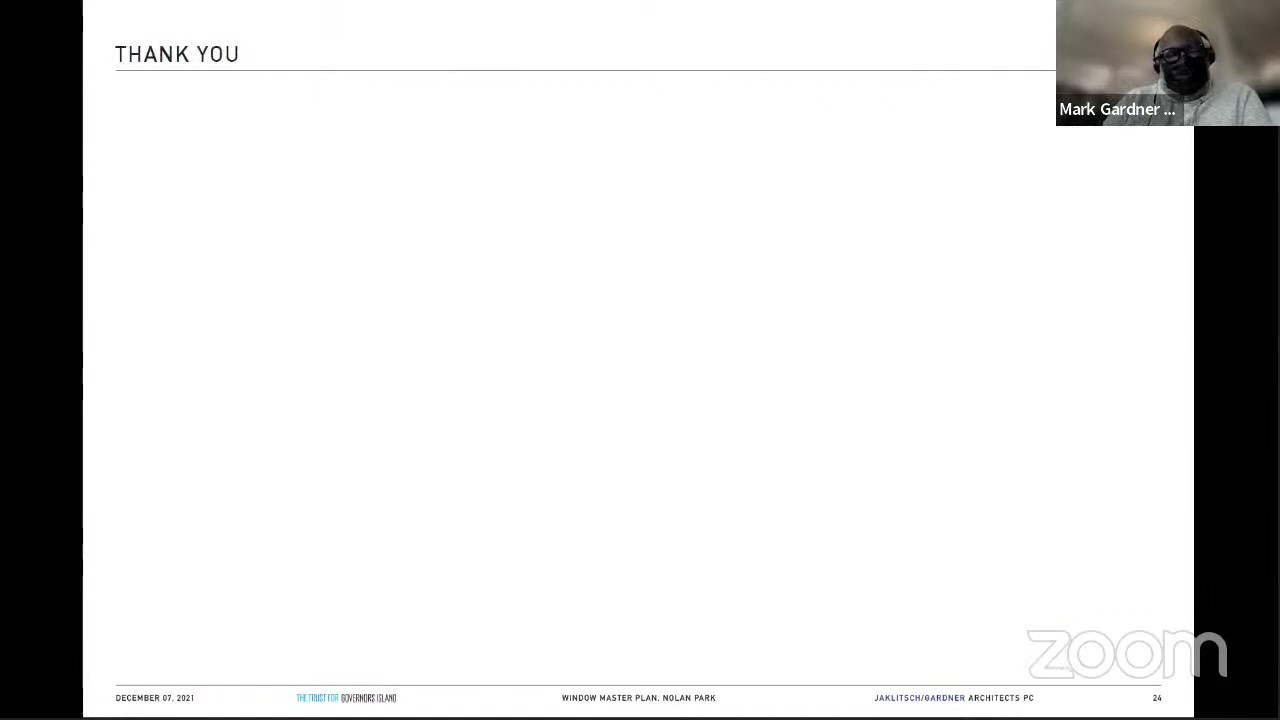 THANK YOU
Mark Gardner ...
zoom
DECEMBER 07, 2021
THE TRUST FOR GOVERNORS ISLAND
WINDOW MASTER PLAN, NOLAN PARK
JAKLITSCH/GARDNER ARCHITECTS PC
24